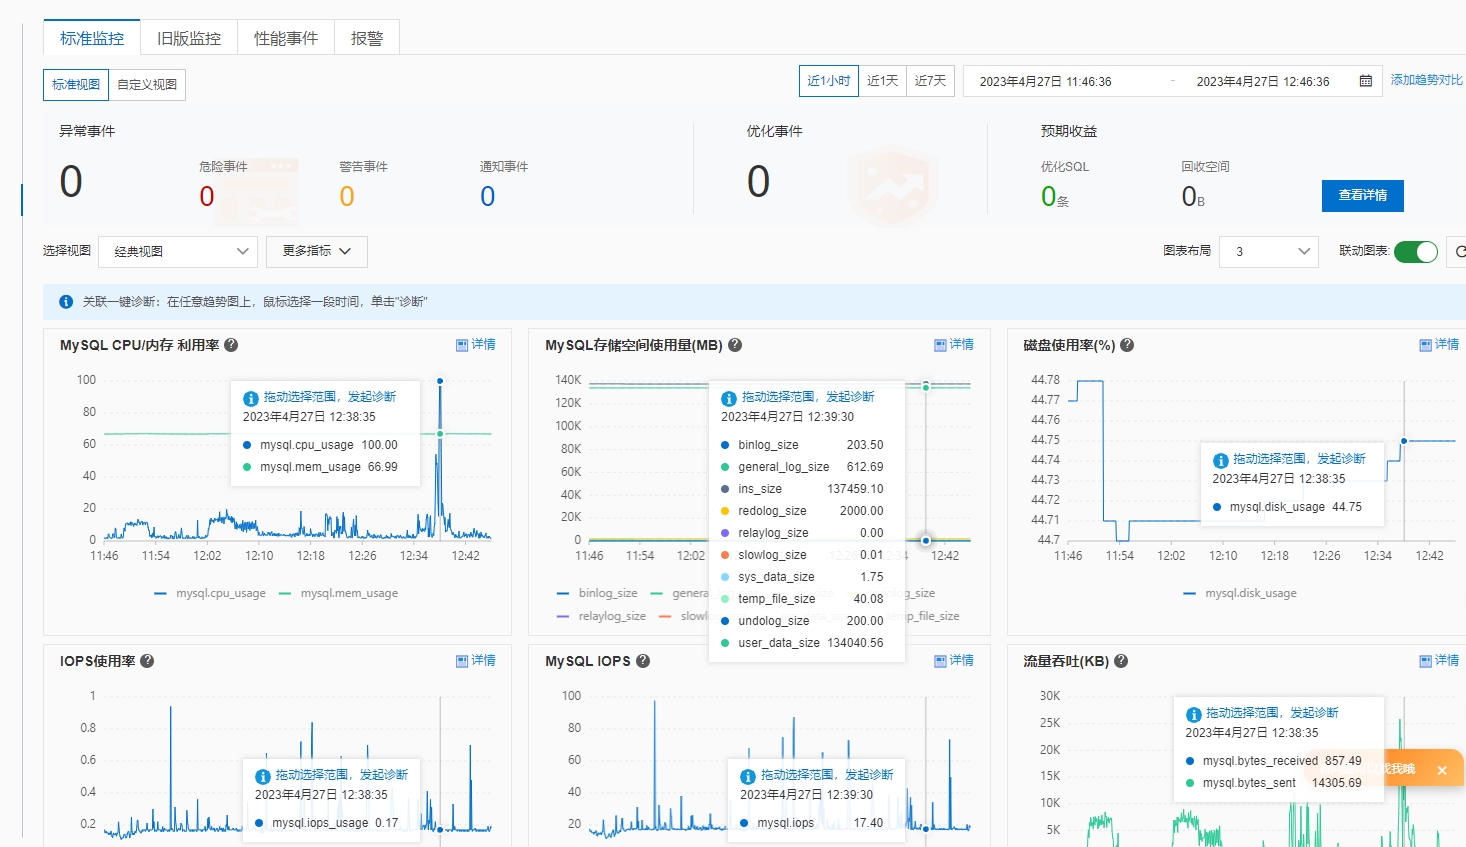 标准监控 旧版监控 性能事件 报警
标准视图 自定义视图 近1小时 近1天 近7天 2023年4月27日 11:46:36 - 2023年4月27日 12:46:36 添加趋势对比
异常事件 优化事件 预期收益
危险事件 警告事件 通知事件 优化SQL 回收空间
0 0 0 0 0 0条 0B 查看详情
选择视图 经典视图 更多指标 图表布局 3 联动图表:
关联一键诊断：在任意趋势图上，鼠标选择一段时间，单击"诊断"
MySQL CPU/内存 利用率 ? 详情
100
80
60
40
20
0
11:46 11:54 12:02 12:10 12:18 12:26 12:34 12:42
拖动选择范围，发起诊断
2023年4月27日 12:38:35
mysql.cpu_usage 100.00
mysql.mem_usage 66.99
mysql.cpu_usage mysql.mem_usage
MySQL存储空间使用量(MB) ? 详情
140K
120K
100K
80K
60K
40K
20K
0
11:46 11:54 12:02 12:42
拖动选择范围，发起诊断
2023年4月27日 12:39:30
binlog_size 203.50
general_log_size 612.69
ins_size 137459.10
redolog_size 2000.00
relaylog_size 0.00
slowlog_size 0.01
sys_data_size 1.75
temp_file_size 40.08
undolog_size 200.00
user_data_size 134040.56
binlog_size genera g_size
relaylog_size slowl mp_file_size
磁盘使用率(%) ? 详情
44.78
44.77
44.76
44.75
44.74
44.73
44.72
44.71
44.7
11:46 11:54 12:02 12:10 12:18 12:26 12:34 12:42
拖动选择范围，发起诊断
2023年4月27日 12:38:35
mysql.disk_usage 44.75
mysql.disk_usage
IOPS使用率 ? 详情
1
0.8
0.6
0.4
0.2
拖动选择范围，发起诊断
2023年4月27日 12:38:35
mysql.iops_usage 0.17
MySQL IOPS ? 详情
100
80
60
40
20
拖动选择范围，发起诊断
2023年4月27日 12:39:30
mysql.iops 17.40
流量吞吐(KB) ? 详情
30K
25K
20K
15K
10K
5K
拖动选择范围，发起诊断
2023年4月27日 12:38:35
mysql.bytes_received 857.49
mysql.bytes_sent 14305.69
找我哦 ×